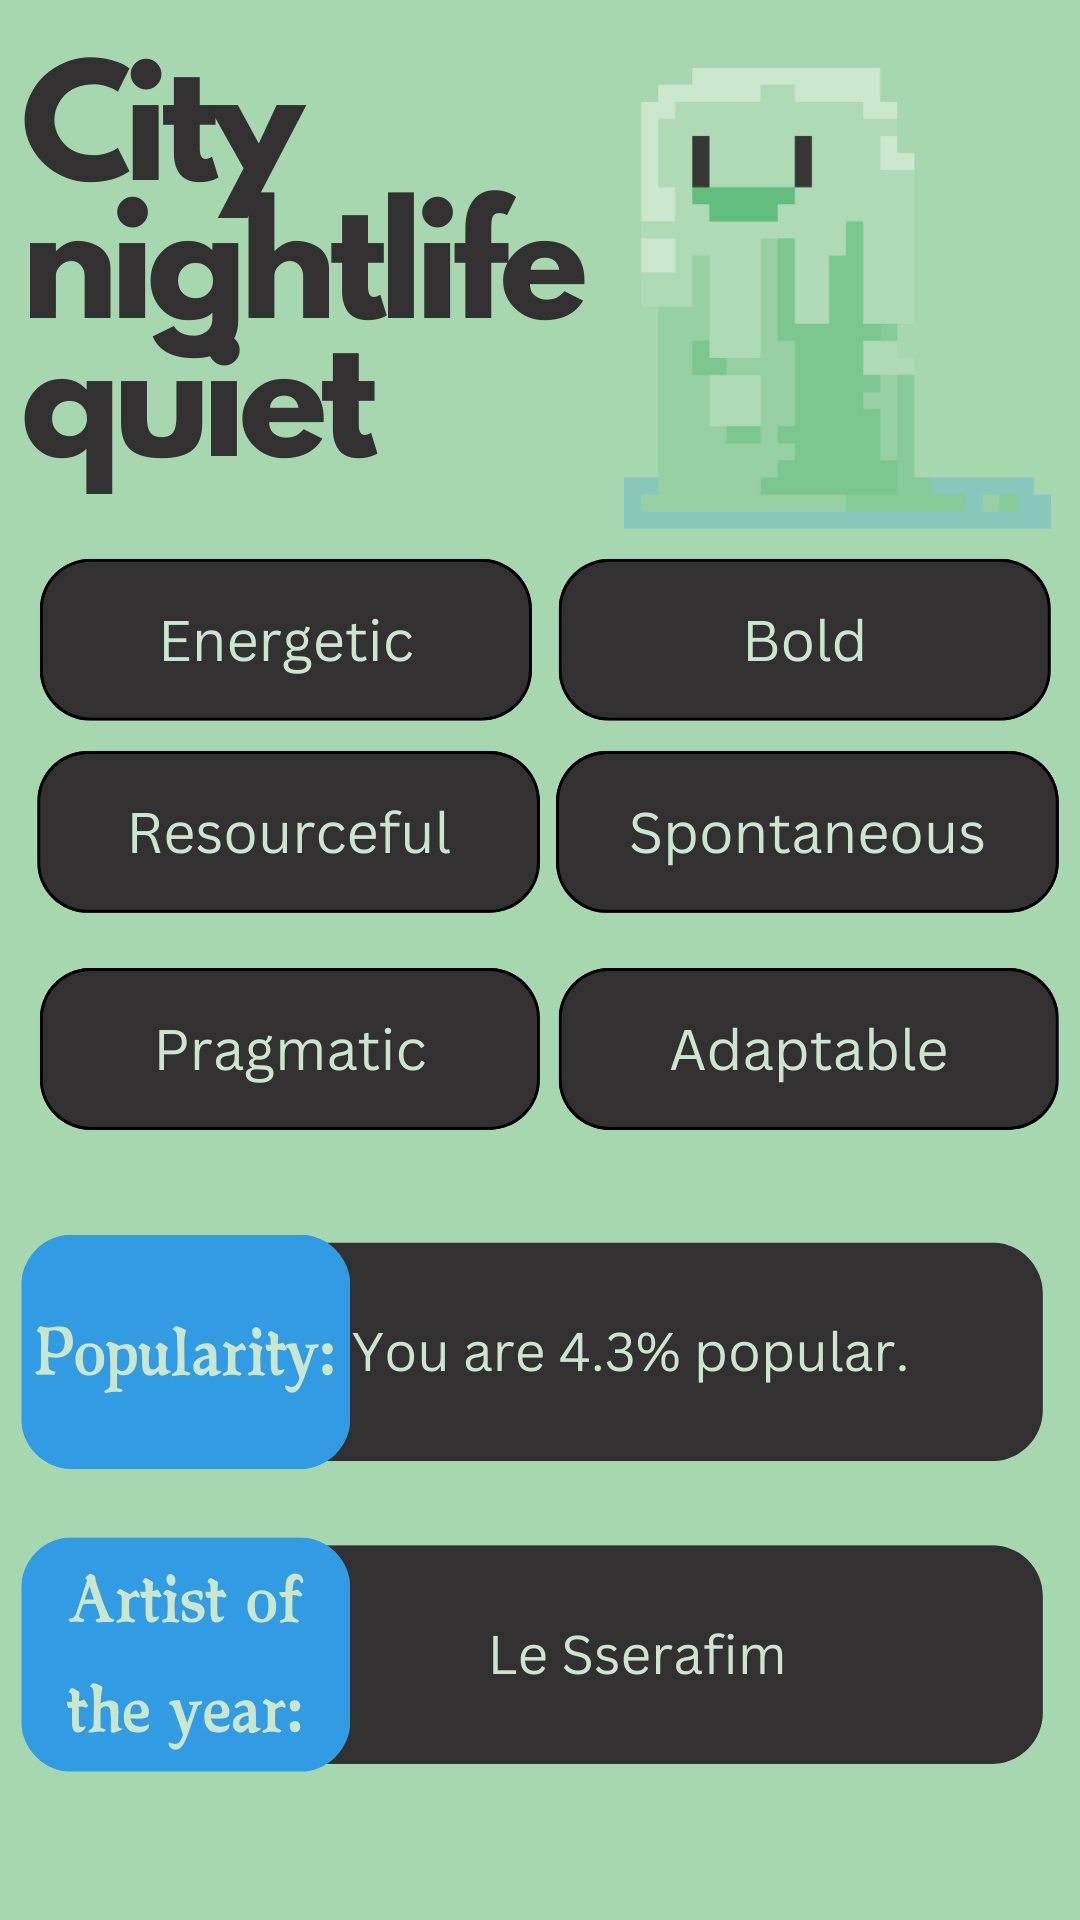 City
nightlife
quiet
Energetic
Bold
Resourceful
Spontaneous
Pragmatic
Adaptable
Popularity:
You are 4.3% popular.
Artist of
the year:
Le Sserafim